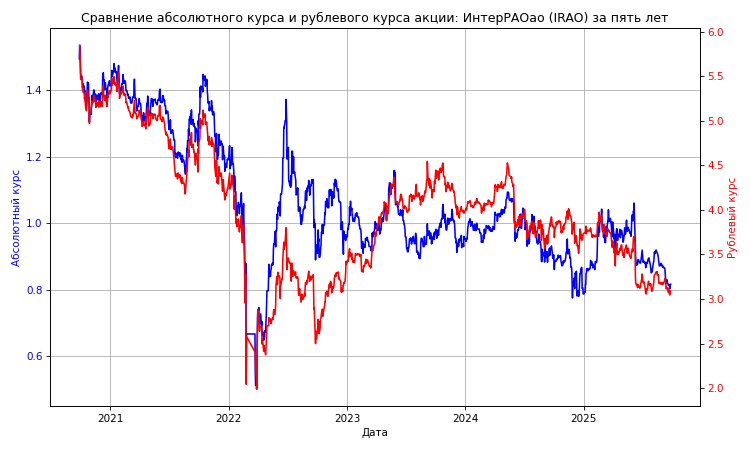 Сравнение абсолютного курса и рублевого курса акции: ИнтерРАОао (IRAO) за пять лет
Абсолютный курс
1.4
1.2
1.0
0.8
0.6
6.0
5.5
5.0
4.5
4.0
3.5
3.0
2.5
2.0
Рублевый курс
2021 2022 2023 2024 2025
Дата